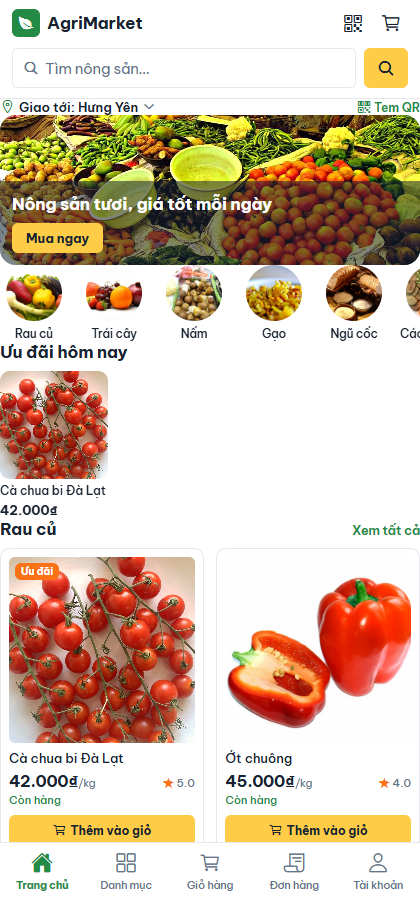 AgriMarket
Tìm nông sản...
Giao tới: Hưng Yên
Tem QR
Nông sản tươi, giá tốt mỗi ngày
Mua ngay
Rau củ
Trái cây
Nấm
Gạo
Ngũ cốc
Các
Ưu đãi hôm nay
Cà chua bi Đà Lạt
42.000₫
Rau củ
Xem tất cả
Ưu đãi
Cà chua bi Đà Lạt
42.000₫/kg
5.0
Còn hàng
Thêm vào giỏ
Ớt chuông
45.000₫/kg
4.0
Còn hàng
Thêm vào giỏ
Trang chủ
Danh mục
Giỏ hàng
Đơn hàng
Tài khoản